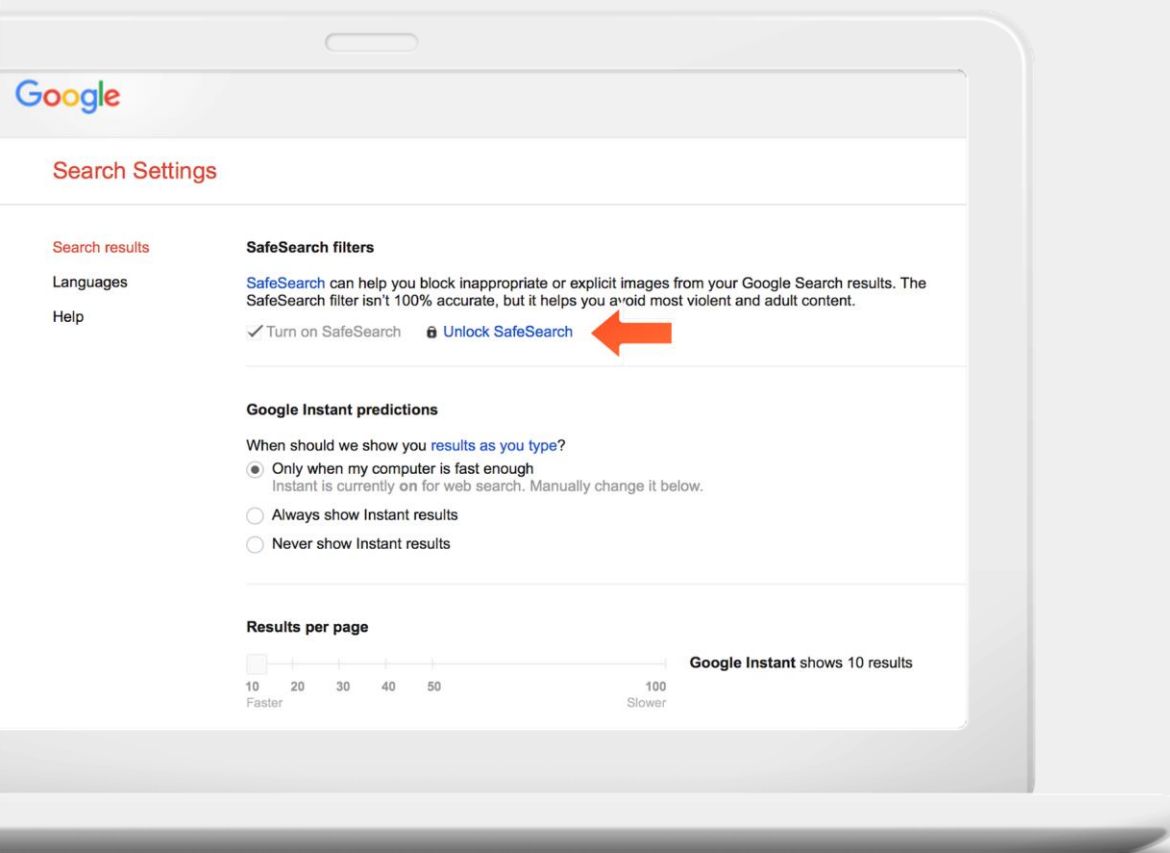 Google
Search Settings
Search results
Languages
Help
SafeSearch filters
SafeSearch can help you block inappropriate or explicit images from your Google Search results. The
SafeSearch filter isn't 100% accurate, but it helps you avoid most violent and adult content.
Turn on SafeSearch Unlock SafeSearch
Google Instant predictions
When should we show you results as you type?
Only when my computer is fast enough
Instant is currently on for web search. Manually change it below.
Always show Instant results
Never show Instant results
Results per page
Google Instant shows 10 results
10 20 30 40 50 100
Faster Slower